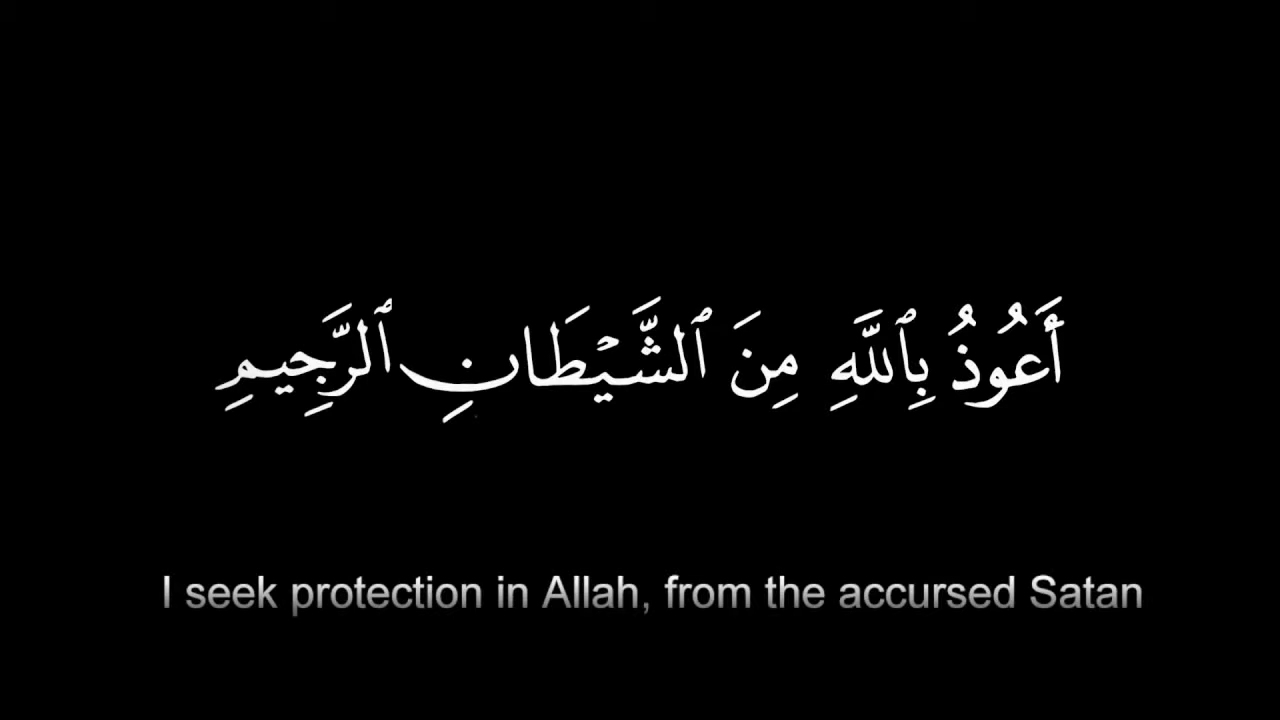 أَعُوذُ بِٱللَّهِ مِنَ ٱلشَّيْطَانِ ٱلرَّجِيمِ
I seek protection in Allah, from the accursed Satan